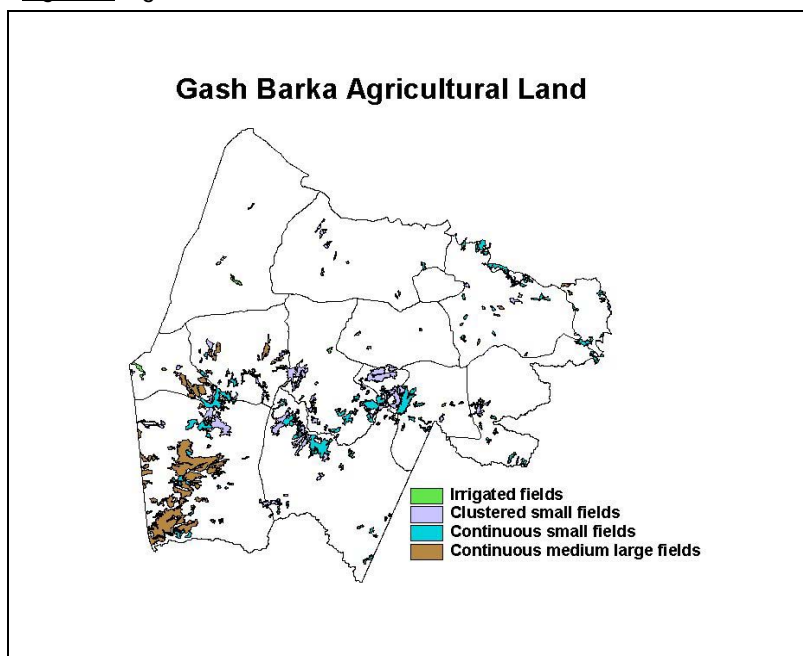 Gash Barka Agricultural Land
Irrigated fields
Clustered small fields
Continuous small fields
Continuous medium large fields